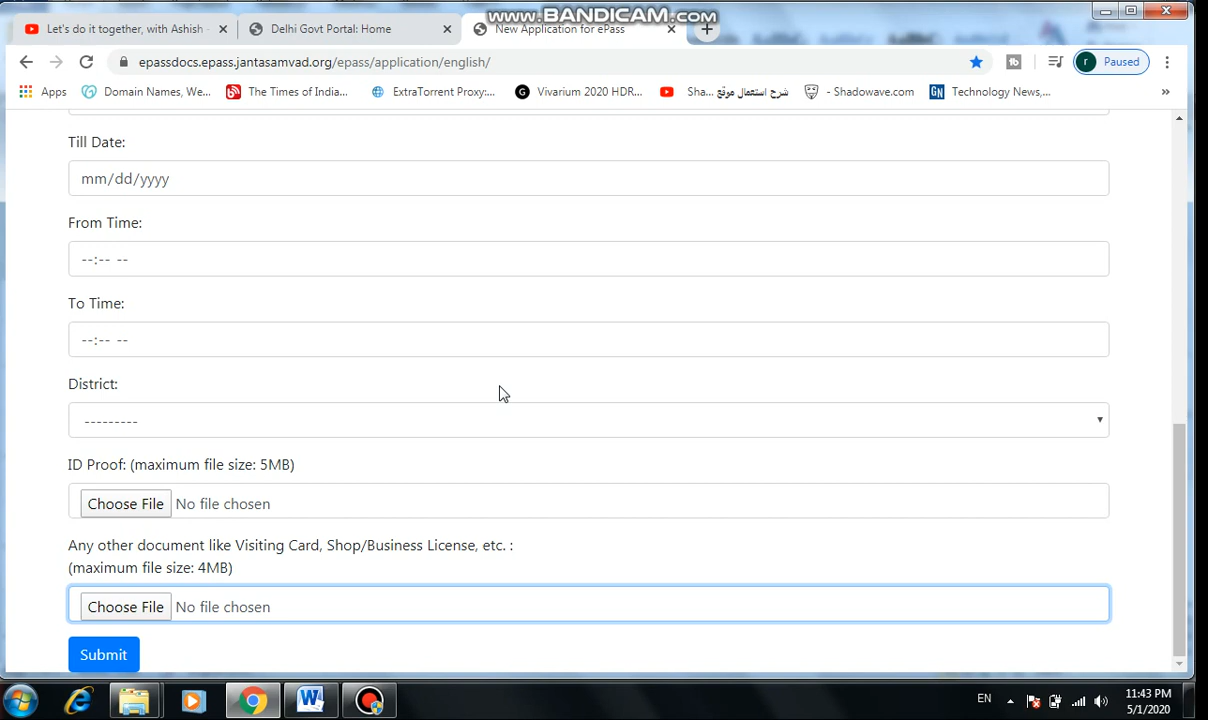 www.BANDICAM.com
Let's do it together, with Ashish -
Delhi Govt Portal: Home
New Application for ePass
epassdocs.epass.jantasamvad.org/epass/application/english/
r
Paused
Apps
Domain Names, We...
The Times of India...
ExtraTorrent Proxy:...
G
Vivarium 2020 HDR...
Sha... شرح استعمال موقع
- Shadowave.com
GN
Technology News,...
»
Till Date:
mm/dd/yyyy
From Time:
--:-- --
To Time:
--:-- --
District:
---------
ID Proof: (maximum file size: 5MB)
Choose File No file chosen
Any other document like Visiting Card, Shop/Business License, etc. :
(maximum file size: 4MB)
Choose File No file chosen
Submit
EN
11:43 PM
5/1/2020